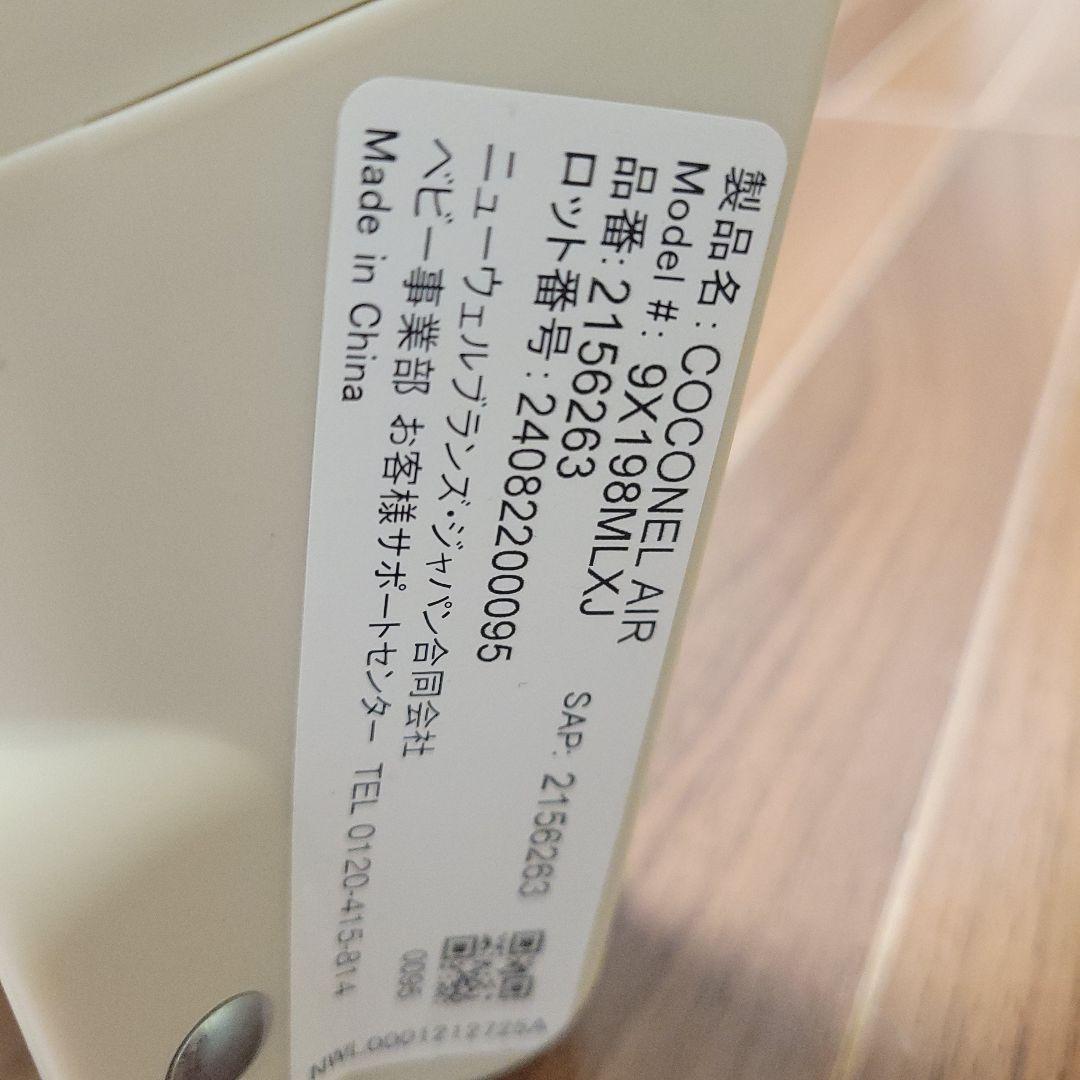 製品名: COCONEL AIR
Model #: 9X198MLXJ
品番: 2156263
SAP: 2156263
ロット番号: 2408220095
ニューウェルブランズ・ジャパン合同会社
ベビー事業部 お客様サポートセンター TEL 0120-415-814
Made in China
0095